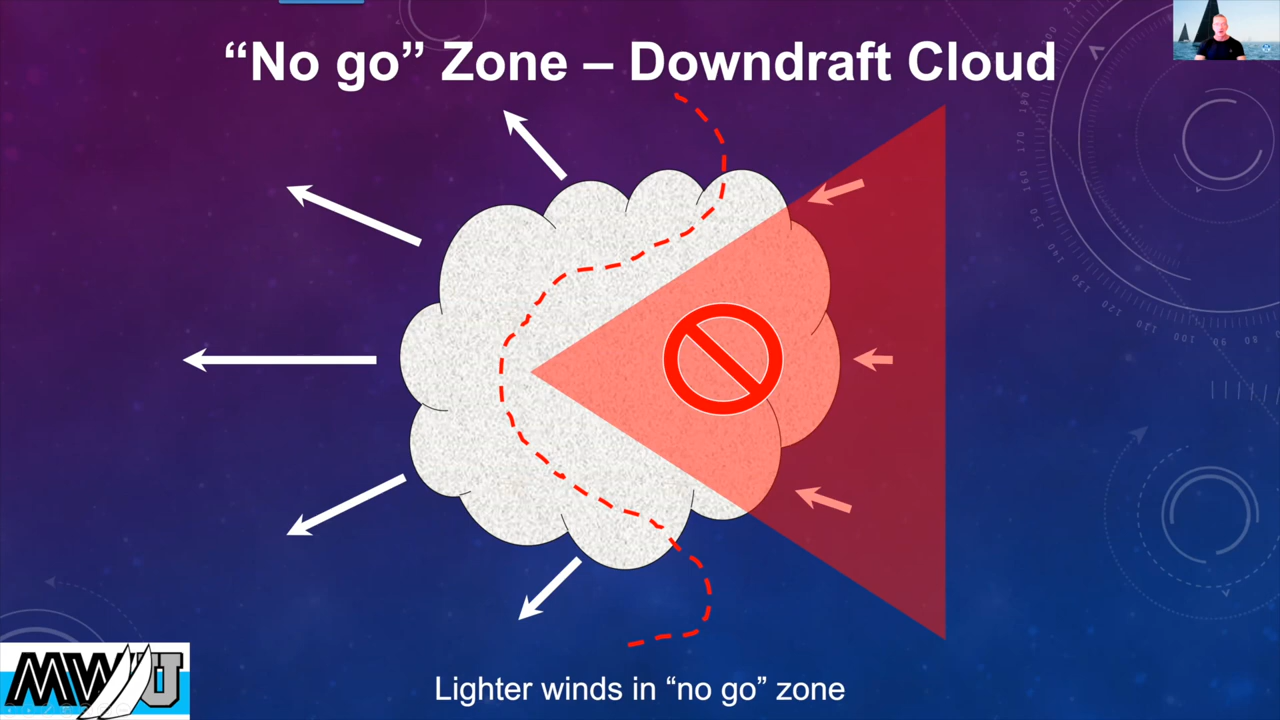 “No go” Zone – Downdraft Cloud
Lighter winds in “no go” zone
MWU